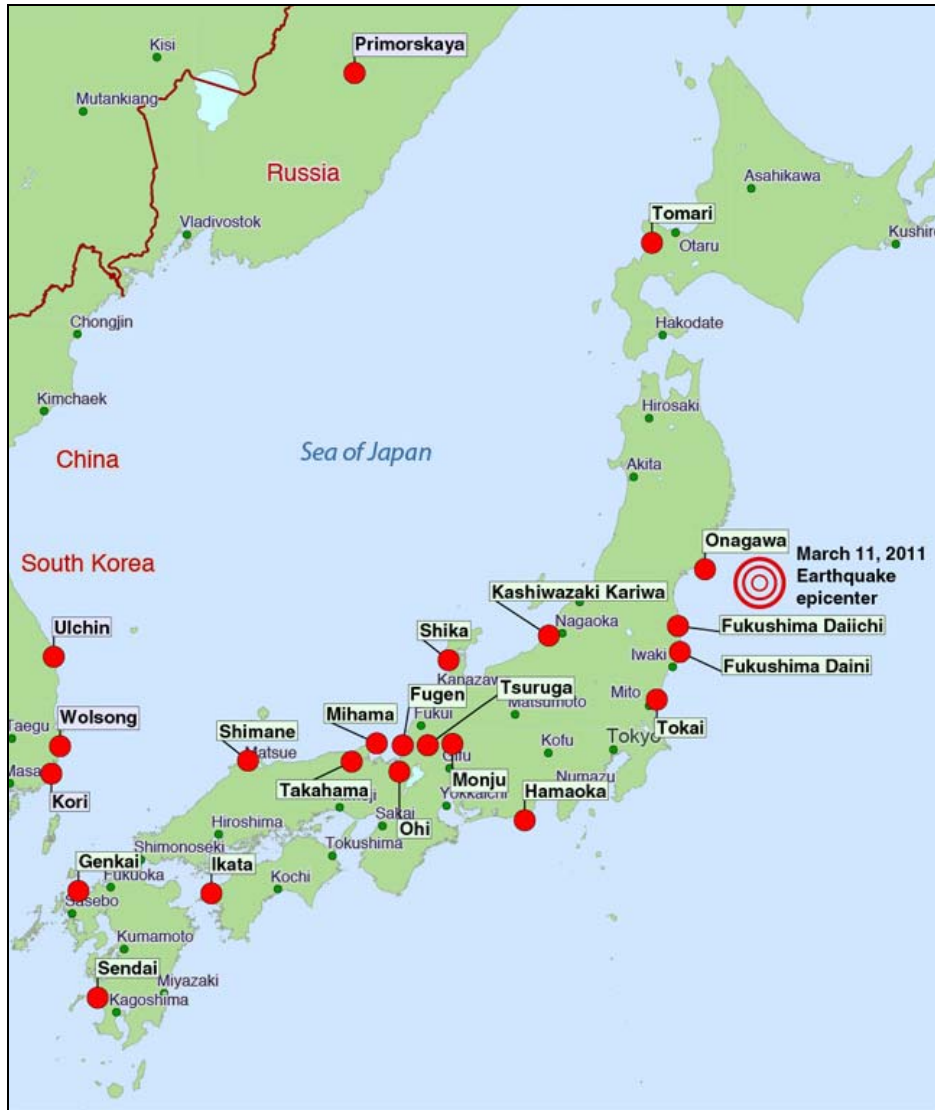 Primorskaya
Kisi
Mutankiang
Russia
Asahikawa
Tomari
Vladivostok
Otaru
Kushiro
Chongjin
Hakodate
Kimchaek
Hirosaki
Sea of Japan
China
Akita
Onagawa
March 11, 2011
Earthquake
epicenter
South Korea
Kashiwazaki Kariwa
Nagaoka
Fukushima Daiichi
Ulchin
Shika
Iwaki
Fukushima Daini
Kanazaw
Fugen
Tsuruga
Mihama
Fukui
Matsumoto
Mito
Wolsong
Taegu
Shimane
Matsue
Tokyo
Tokai
Kofu
Gifu
Masa
Kori
Takahama
Monju
Numazu
Hamaoka
Yokkaichi
Sakai
Ohi
Hiroshima
Tokushima
Shimonoseki
Genkai
Fukuoka
Ikata
Kochi
Sasebo
Kumamoto
Sendai
Miyazaki
Kagoshima